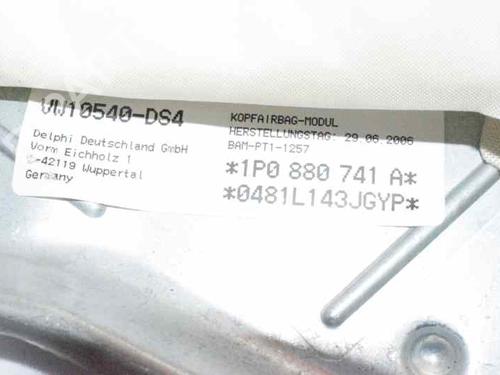 VW10540-DS4
Delphi Deutschland GmbH
Vorm Eichholz 1
D-42119 Wuppertal
Germany
KOPFAIRBAG-MODUL
HERSTELLUNGSTAG: 29.06.2006
BAM-PT1-1257
*1P0 880 741 A*
*0481L143JGYP*